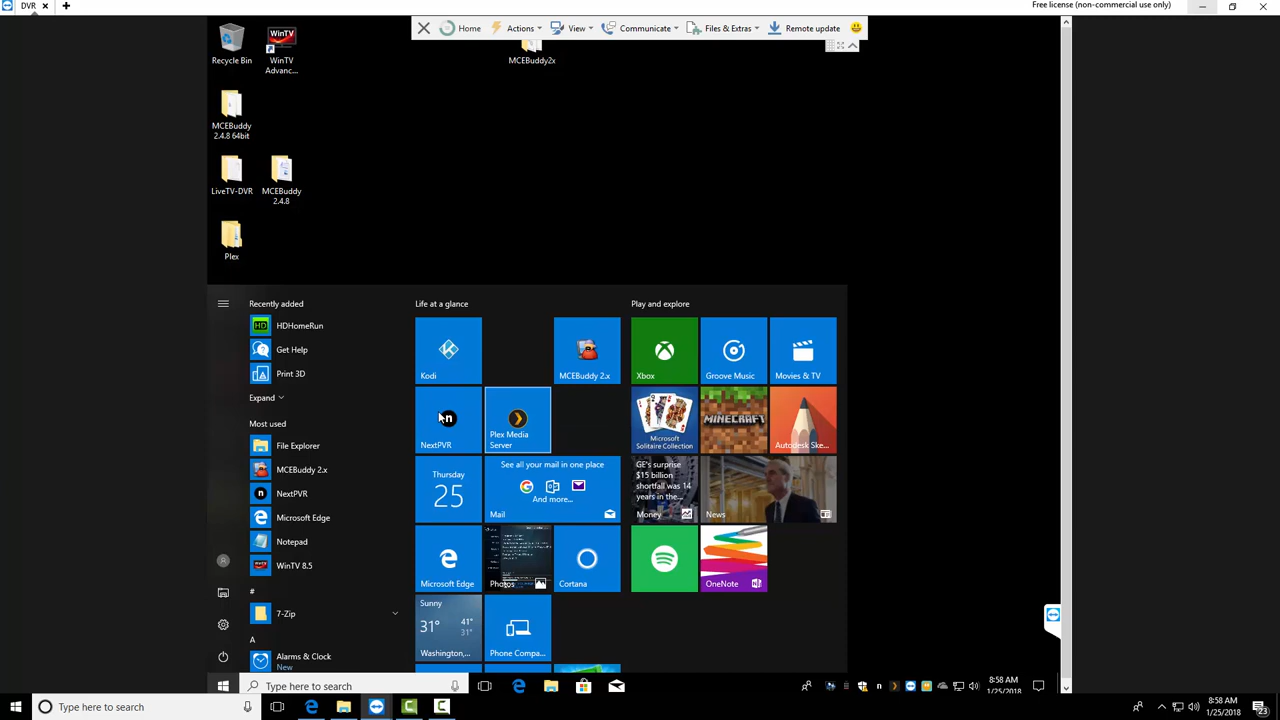 DVR
Free license (non-commercial use only)
Home
Actions
View
Communicate
Files & Extras
Remote update
Recycle Bin
WinTV
Advanc...
MCEBuddy2x
MCEBuddy
2.4.8 64bit
LiveTV-DVR
MCEBuddy
2.4.8
Plex
Recently added
HDHomeRun
Get Help
Print 3D
Expand
Most used
File Explorer
MCEBuddy 2.x
NextPVR
Microsoft Edge
Notepad
WinTV 8.5
#
7-Zip
A
Alarms & Clock
New
Life at a glance
Kodi
MCEBuddy 2.x
NextPVR
Plex Media
Server
Thursday
25
See all your mail in one place
And more...
Mail
Microsoft Edge
Photos
Cortana
Sunny
31°
41°
31°
Washington,...
Phone Compa...
Play and explore
Xbox
Groove Music
Movies & TV
Microsoft
Solitaire Collection
MINECRAFT
Autodesk Ske...
GE's surprise
$15 billion
shortfall was 14
years in the...
Money
News
OneNote
Type here to search
8:58 AM
1/25/2018
Type here to search
8:58 AM
1/25/2018
23